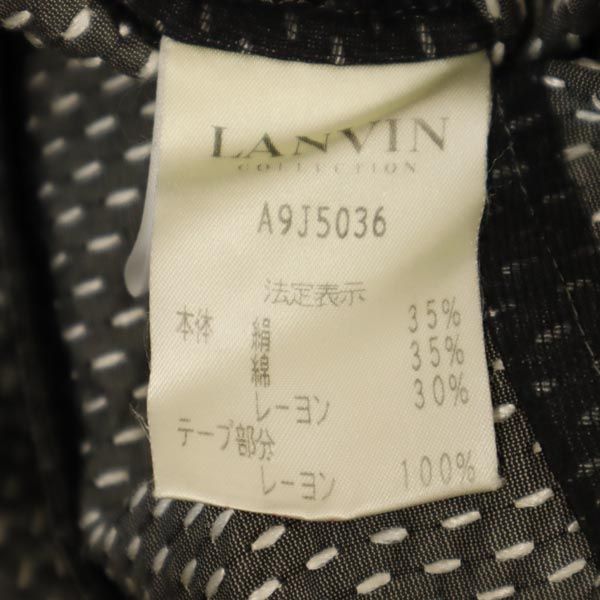 LANVIN
COLLECTION
A9J5036
法定表示
本体 絹 35%
綿 35%
レーヨン 30%
テープ部分
レーヨン 100%